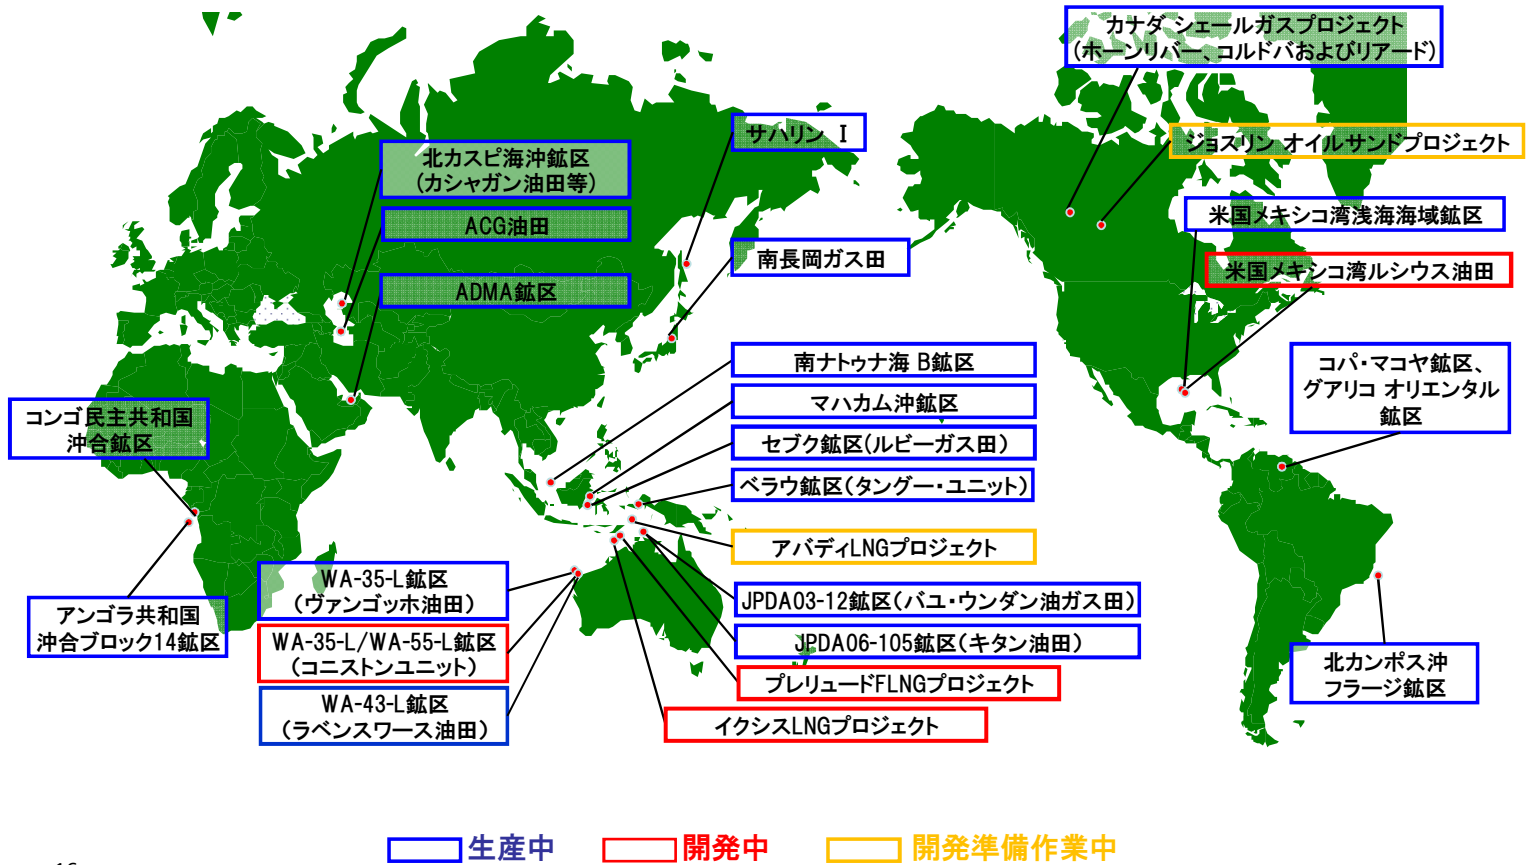 カナダ シェールガスプロジェクト
(ホーンリバー、コルドバおよびリアード)
サハリン Ⅰ
ジョスリン オイルサンドプロジェクト
北カスピ海沖鉱区
(カシャガン油田等)
ACG油田
米国メキシコ湾浅海海域鉱区
南長岡ガス田
米国メキシコ湾ルシウス油田
ADMA鉱区
南ナトゥナ海 B鉱区
コパ・マコヤ鉱区、
グアリコ オリエンタル
鉱区
マハカム沖鉱区
コンゴ民主共和国
沖合鉱区
セブク鉱区(ルビーガス田)
ベラウ鉱区(タングー・ユニット)
アバディLNGプロジェクト
WA-35-L鉱区
(ヴァンゴッホ油田)
JPDA03-12鉱区(バユ・ウンダン油ガス田)
アンゴラ共和国
沖合ブロック14鉱区
WA-35-L/WA-55-L鉱区
(コニストンユニット)
JPDA06-105鉱区(キタン油田)
北カンポス沖
フラージ鉱区
プレリュードFLNGプロジェクト
WA-43-L鉱区
(ラベンスワース油田)
イクシスLNGプロジェクト
生産中
開発中
開発準備作業中